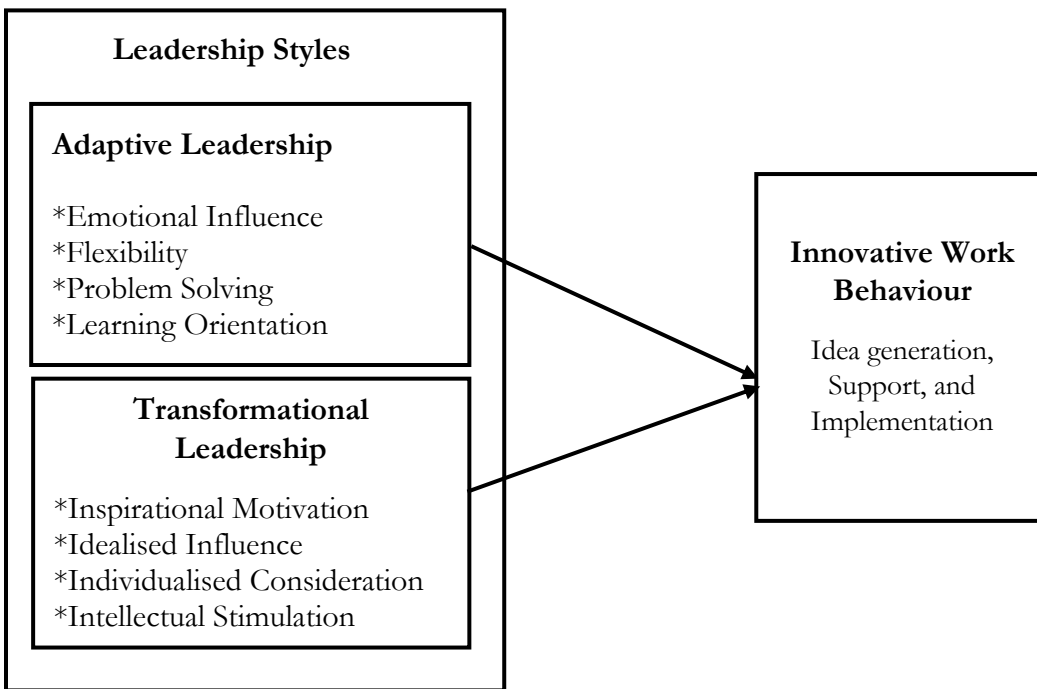 Leadership Styles
Adaptive Leadership
*Emotional Influence
*Flexibility
*Problem Solving
*Learning Orientation
Transformational
Leadership
*Inspirational Motivation
*Idealised Influence
*Individualised Consideration
*Intellectual Stimulation
Innovative Work
Behaviour
Idea generation,
Support, and
Implementation